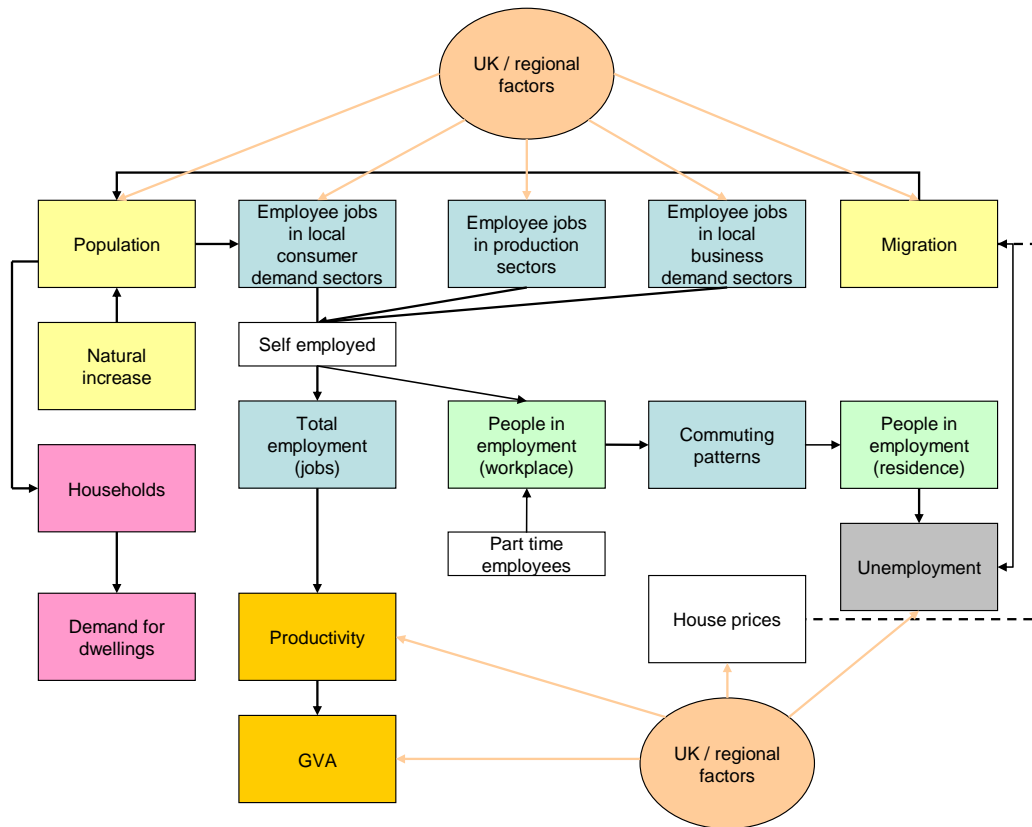 UK / regional
factors
Population
Employee jobs
in local
consumer
demand sectors
Employee jobs
in production
sectors
Employee jobs
in local
business
demand sectors
Migration
Natural
increase
Self employed
Total
employment
(jobs)
People in
employment
(workplace)
Commuting
patterns
People in
employment
(residence)
Households
Part time
employees
Unemployment
Demand for
dwellings
Productivity
House prices
GVA
UK / regional
factors